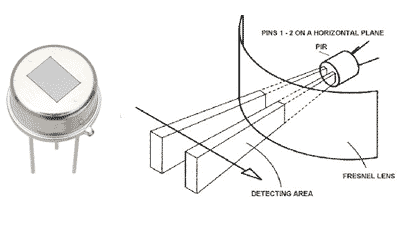 PINS 1 - 2 ON A HORIZONTAL PLANE
PIR
FRESNEL LENS
DETECTING AREA